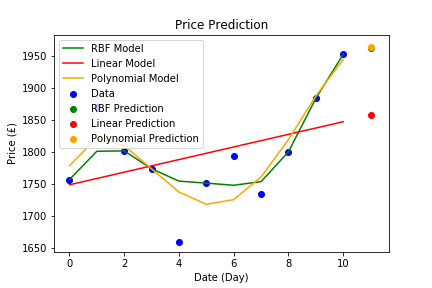 Price Prediction
RBF Model
Linear Model
Polynomial Model
Data
RBF Prediction
Linear Prediction
Polynomial Prediction
1950
1900
1850
1800
1750
1700
1650
Price (£)
0 2 4 6 8 10
Date (Day)